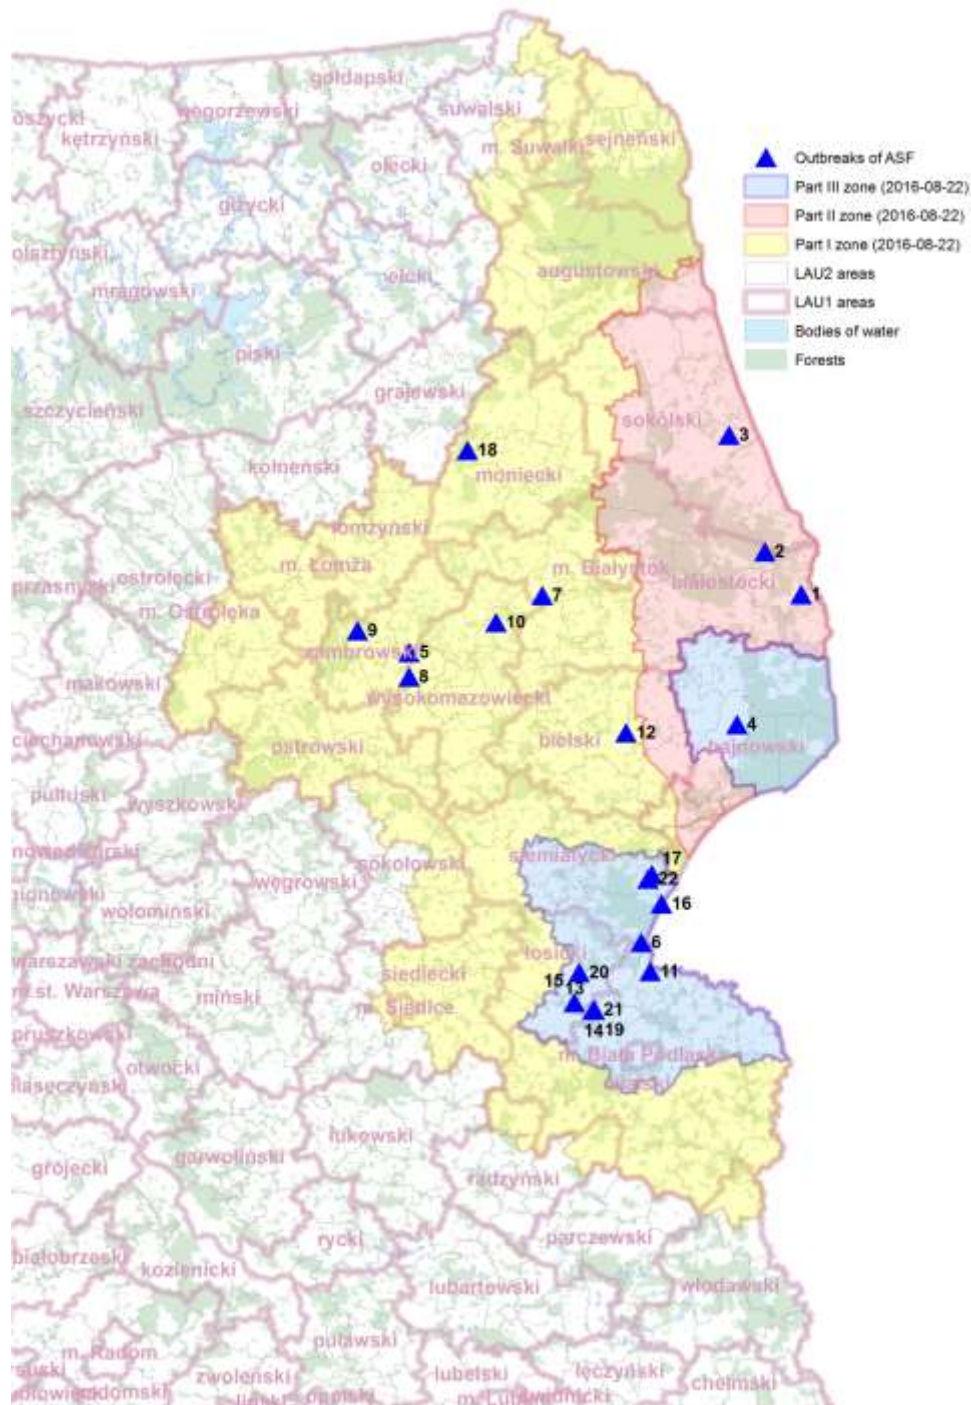 gołdapski
węgorzewski
suwalski
kętrzyński
sejneński
m. Suwałki
Outbreaks of ASF
olecki
Part III zone (2016-08-22)
giżycki
Part II zone (2016-08-22)
Part I zone (2016-08-22)
olsztyński
ełcki
augustowski
LAU2 areas
mrągowski
LAU1 areas
Bodies of water
piski
Forests
grajewski
szczycieński
sokólski
3
18
kolneński
moniecki
łomżyński
2
m. Łomża
m. Białystok
ostrołęcki
białostocki
przasnyski
7
1
m. Ostrołęka
10
9
5
zambrowski
8
makowski
wysokomazowiecki
4
12
ciechanowski
ostrowski
bielski
hajnowski
pułtuski
wyszkowski
siemiatycki
17
sokołowski
22
węgrowski
wołomiński
16
6
łosicki
warszawski zachodni
siedlecki
20
11
15
m.st. Warszawa
miński
13
m. Siedlce
21
14
19
pruszkowski
m. Biała Podlaska
otwocki
bialski
łukowski
garwoliński
grójecki
radzyński
rycki
parczewski
białobrzeski
kozienicki
lubartowski
włodawski
puławski
m. Radom
zwoleński
lubelski
łęczyński
chełmski